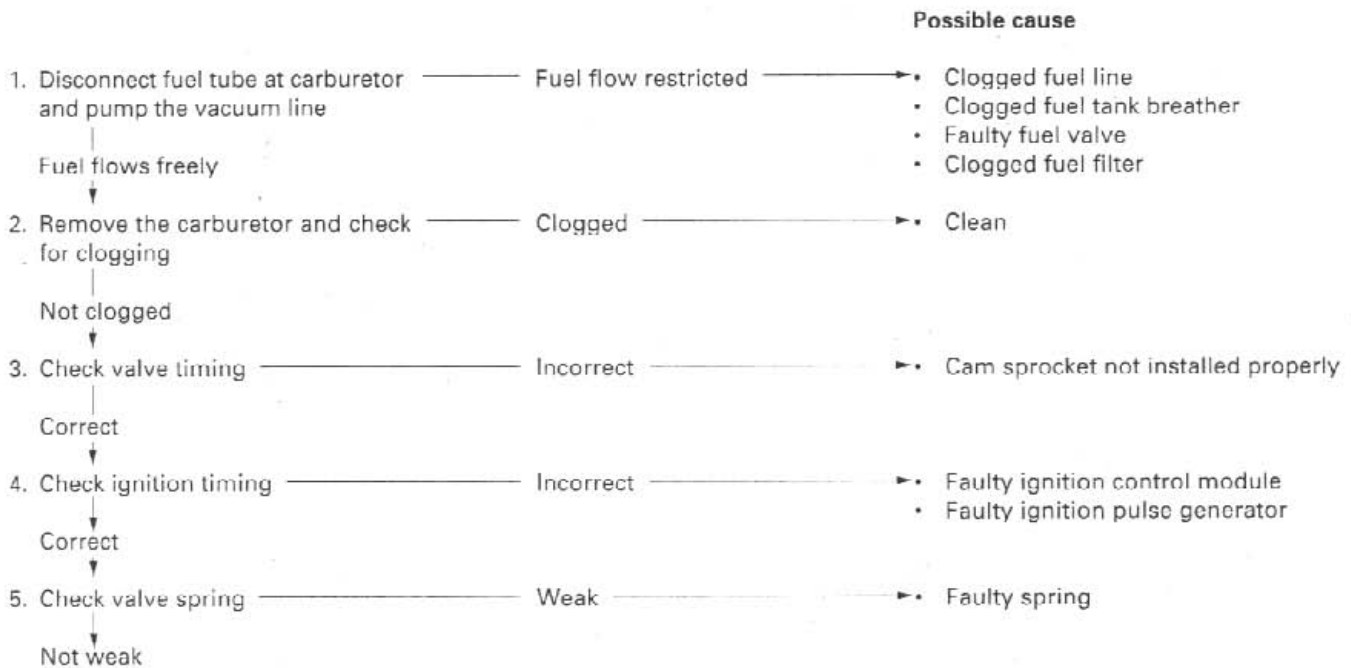 Possible cause
1. Disconnect fuel tube at carburetor Fuel flow restricted • Clogged fuel line
and pump the vacuum line • Clogged fuel tank breather
• Faulty fuel valve
Fuel flows freely • Clogged fuel filter
2. Remove the carburetor and check Clogged • Clean
for clogging
Not clogged
3. Check valve timing Incorrect • Cam sprocket not installed properly
Correct
4. Check ignition timing Incorrect • Faulty ignition control module
• Faulty ignition pulse generator
Correct
5. Check valve spring Weak • Faulty spring
Not weak